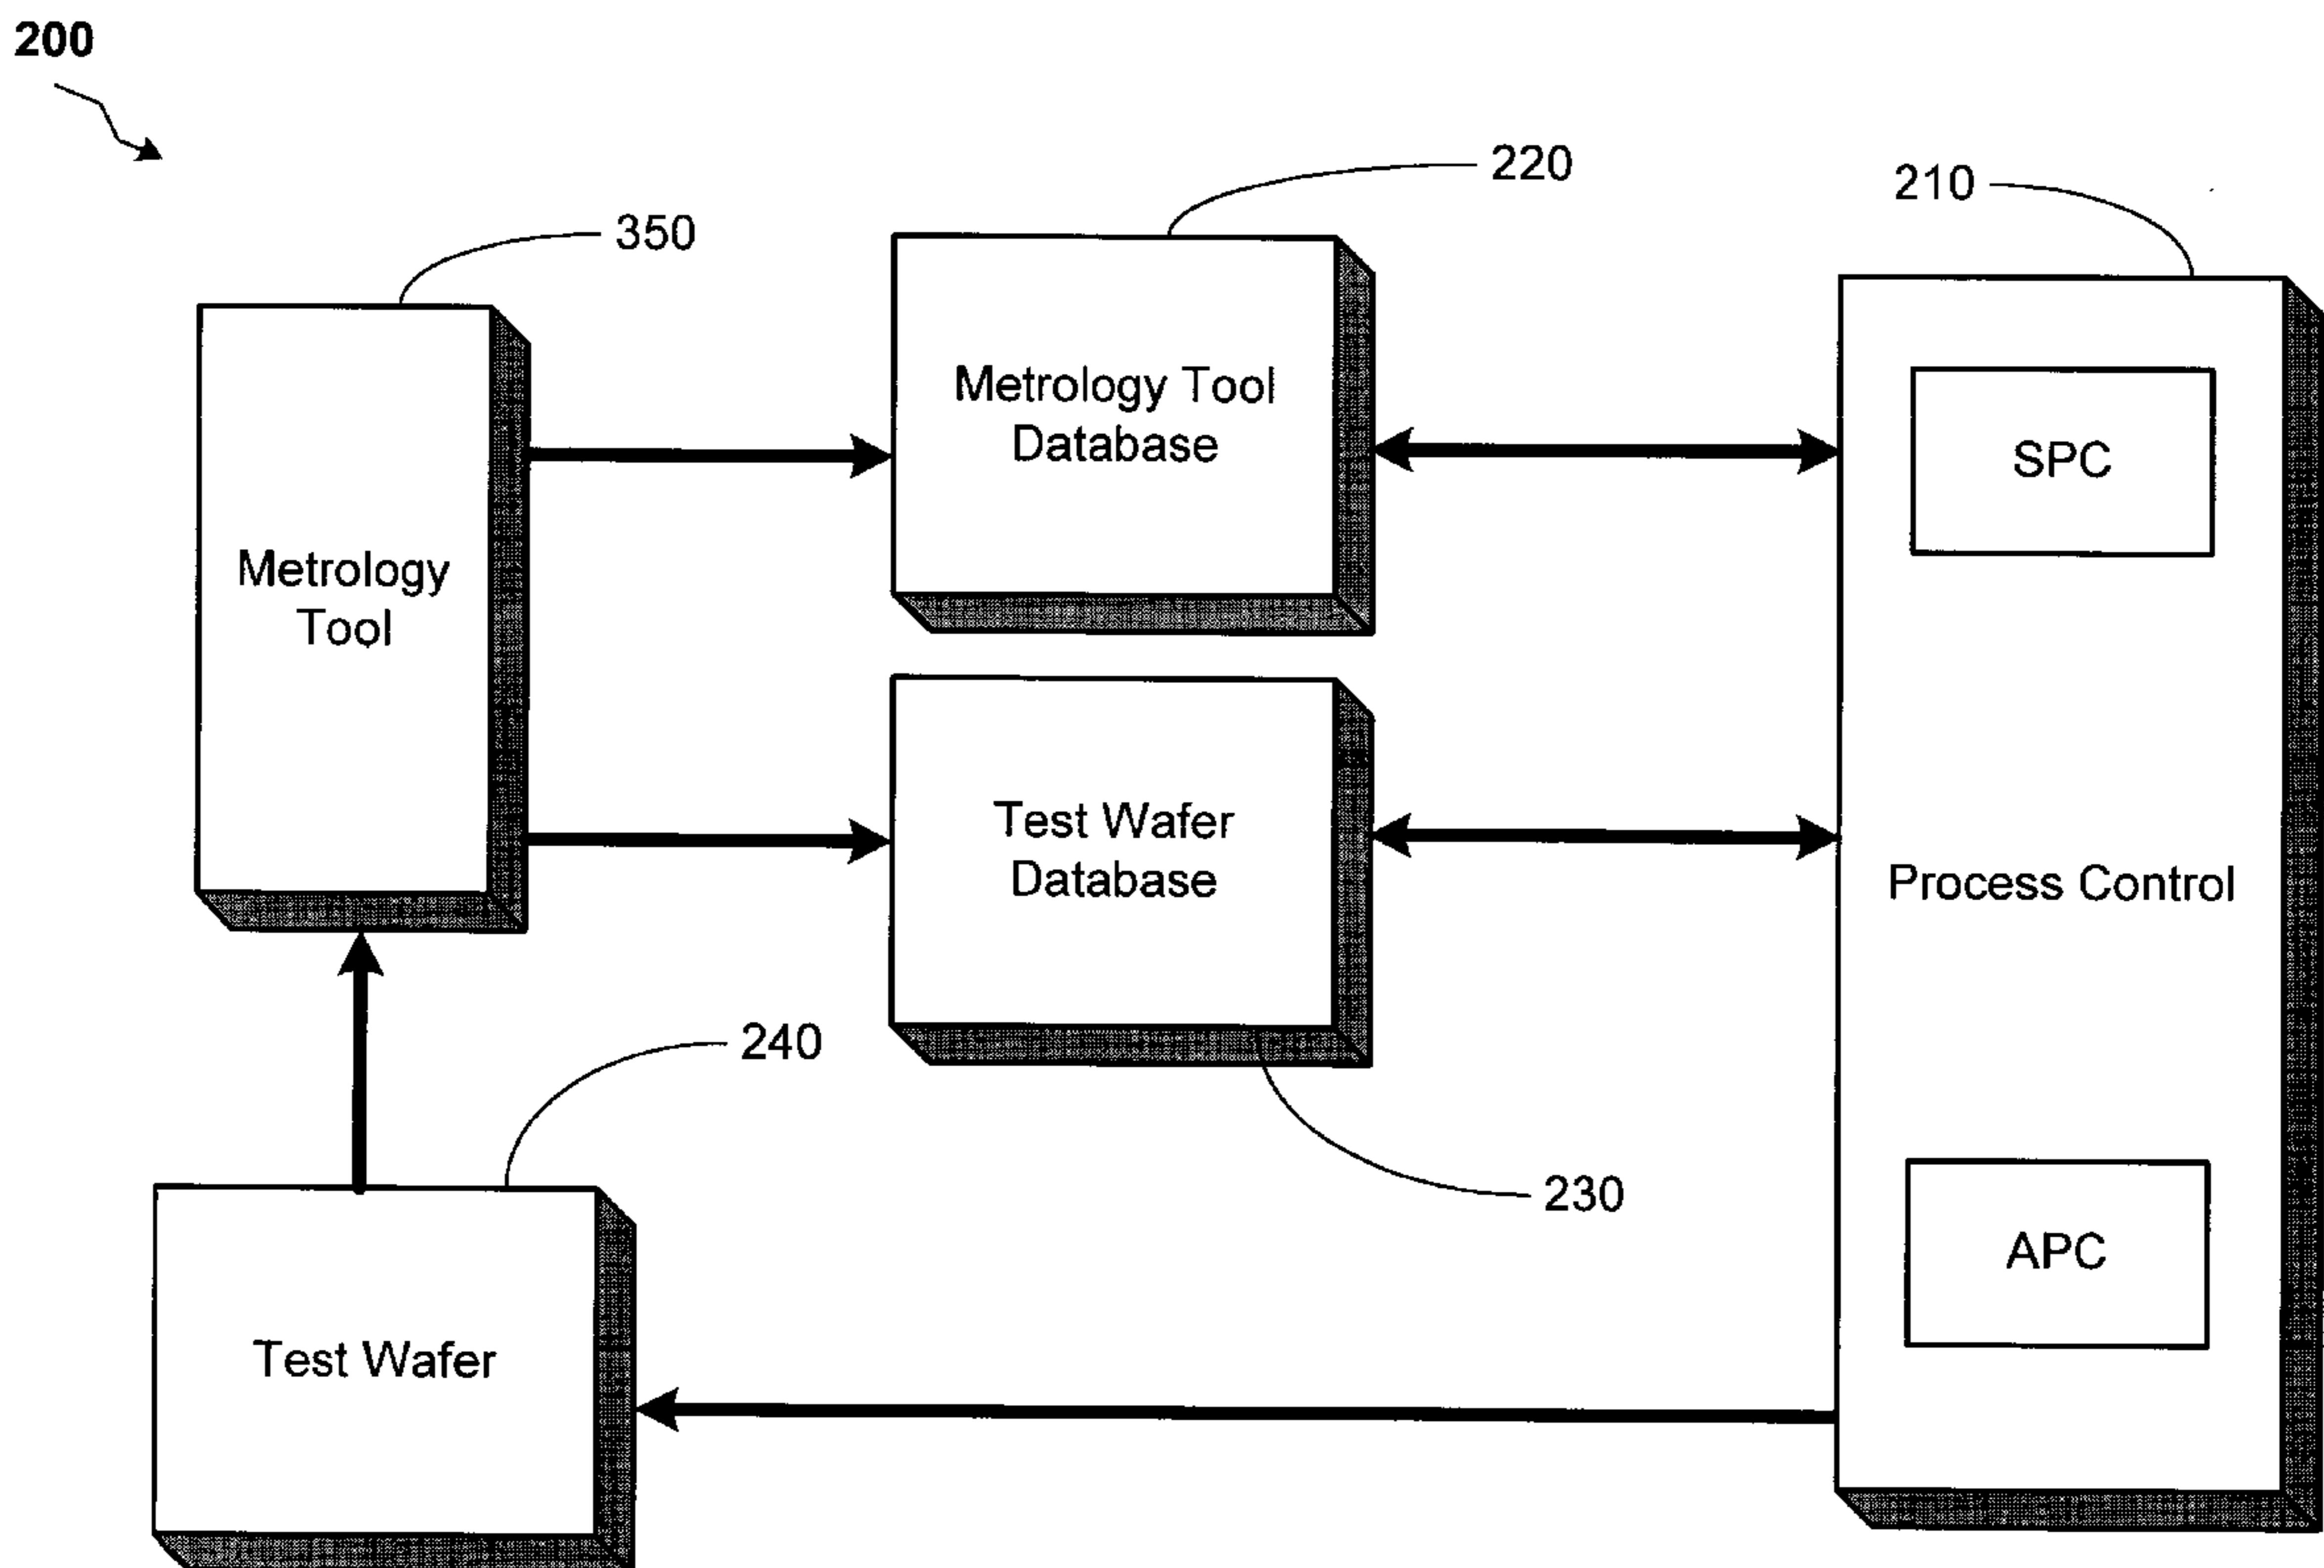 200
220
210
350
Metrology Tool
Database
SPC
Metrology
Tool
Test Wafer
Database
Process Control
240
230
APC
Test Wafer